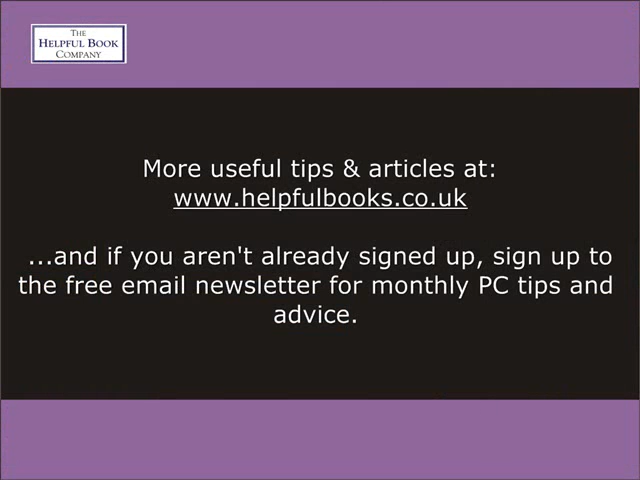 THE
HELPFUL BOOK
COMPANY
More useful tips & articles at:
www.helpfulbooks.co.uk
...and if you aren't already signed up, sign up to
the free email newsletter for monthly PC tips and
advice.